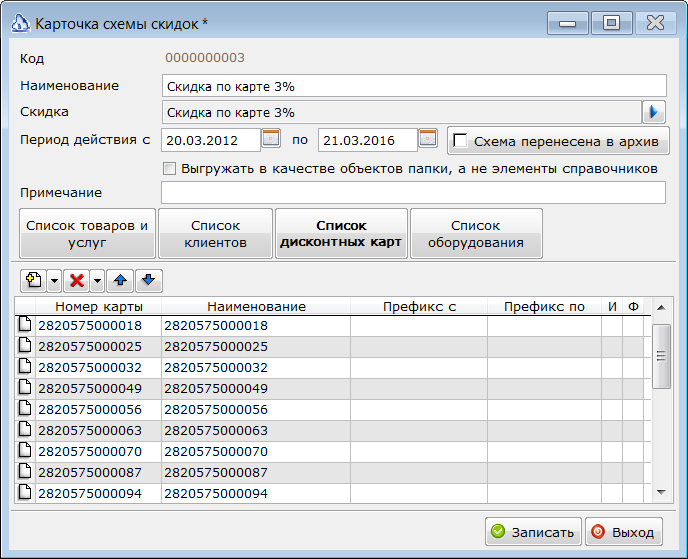 Карточка схемы скидок *
Код 0000000003
Наименование Скидка по карте 3%
Скидка Скидка по карте 3%
Период действия с 20.03.2012 по 21.03.2016 Схема перенесена в архив
Выгружать в качестве объектов папки, а не элементы справочников
Примечание
Список товаров и услуг Список клиентов Список дисконтных карт Список оборудования
Номер карты Наименование Префикс с Префикс по И Ф
2820575000018 2820575000018
2820575000025 2820575000025
2820575000032 2820575000032
2820575000049 2820575000049
2820575000056 2820575000056
2820575000063 2820575000063
2820575000070 2820575000070
2820575000087 2820575000087
2820575000094 2820575000094
Записать Выход